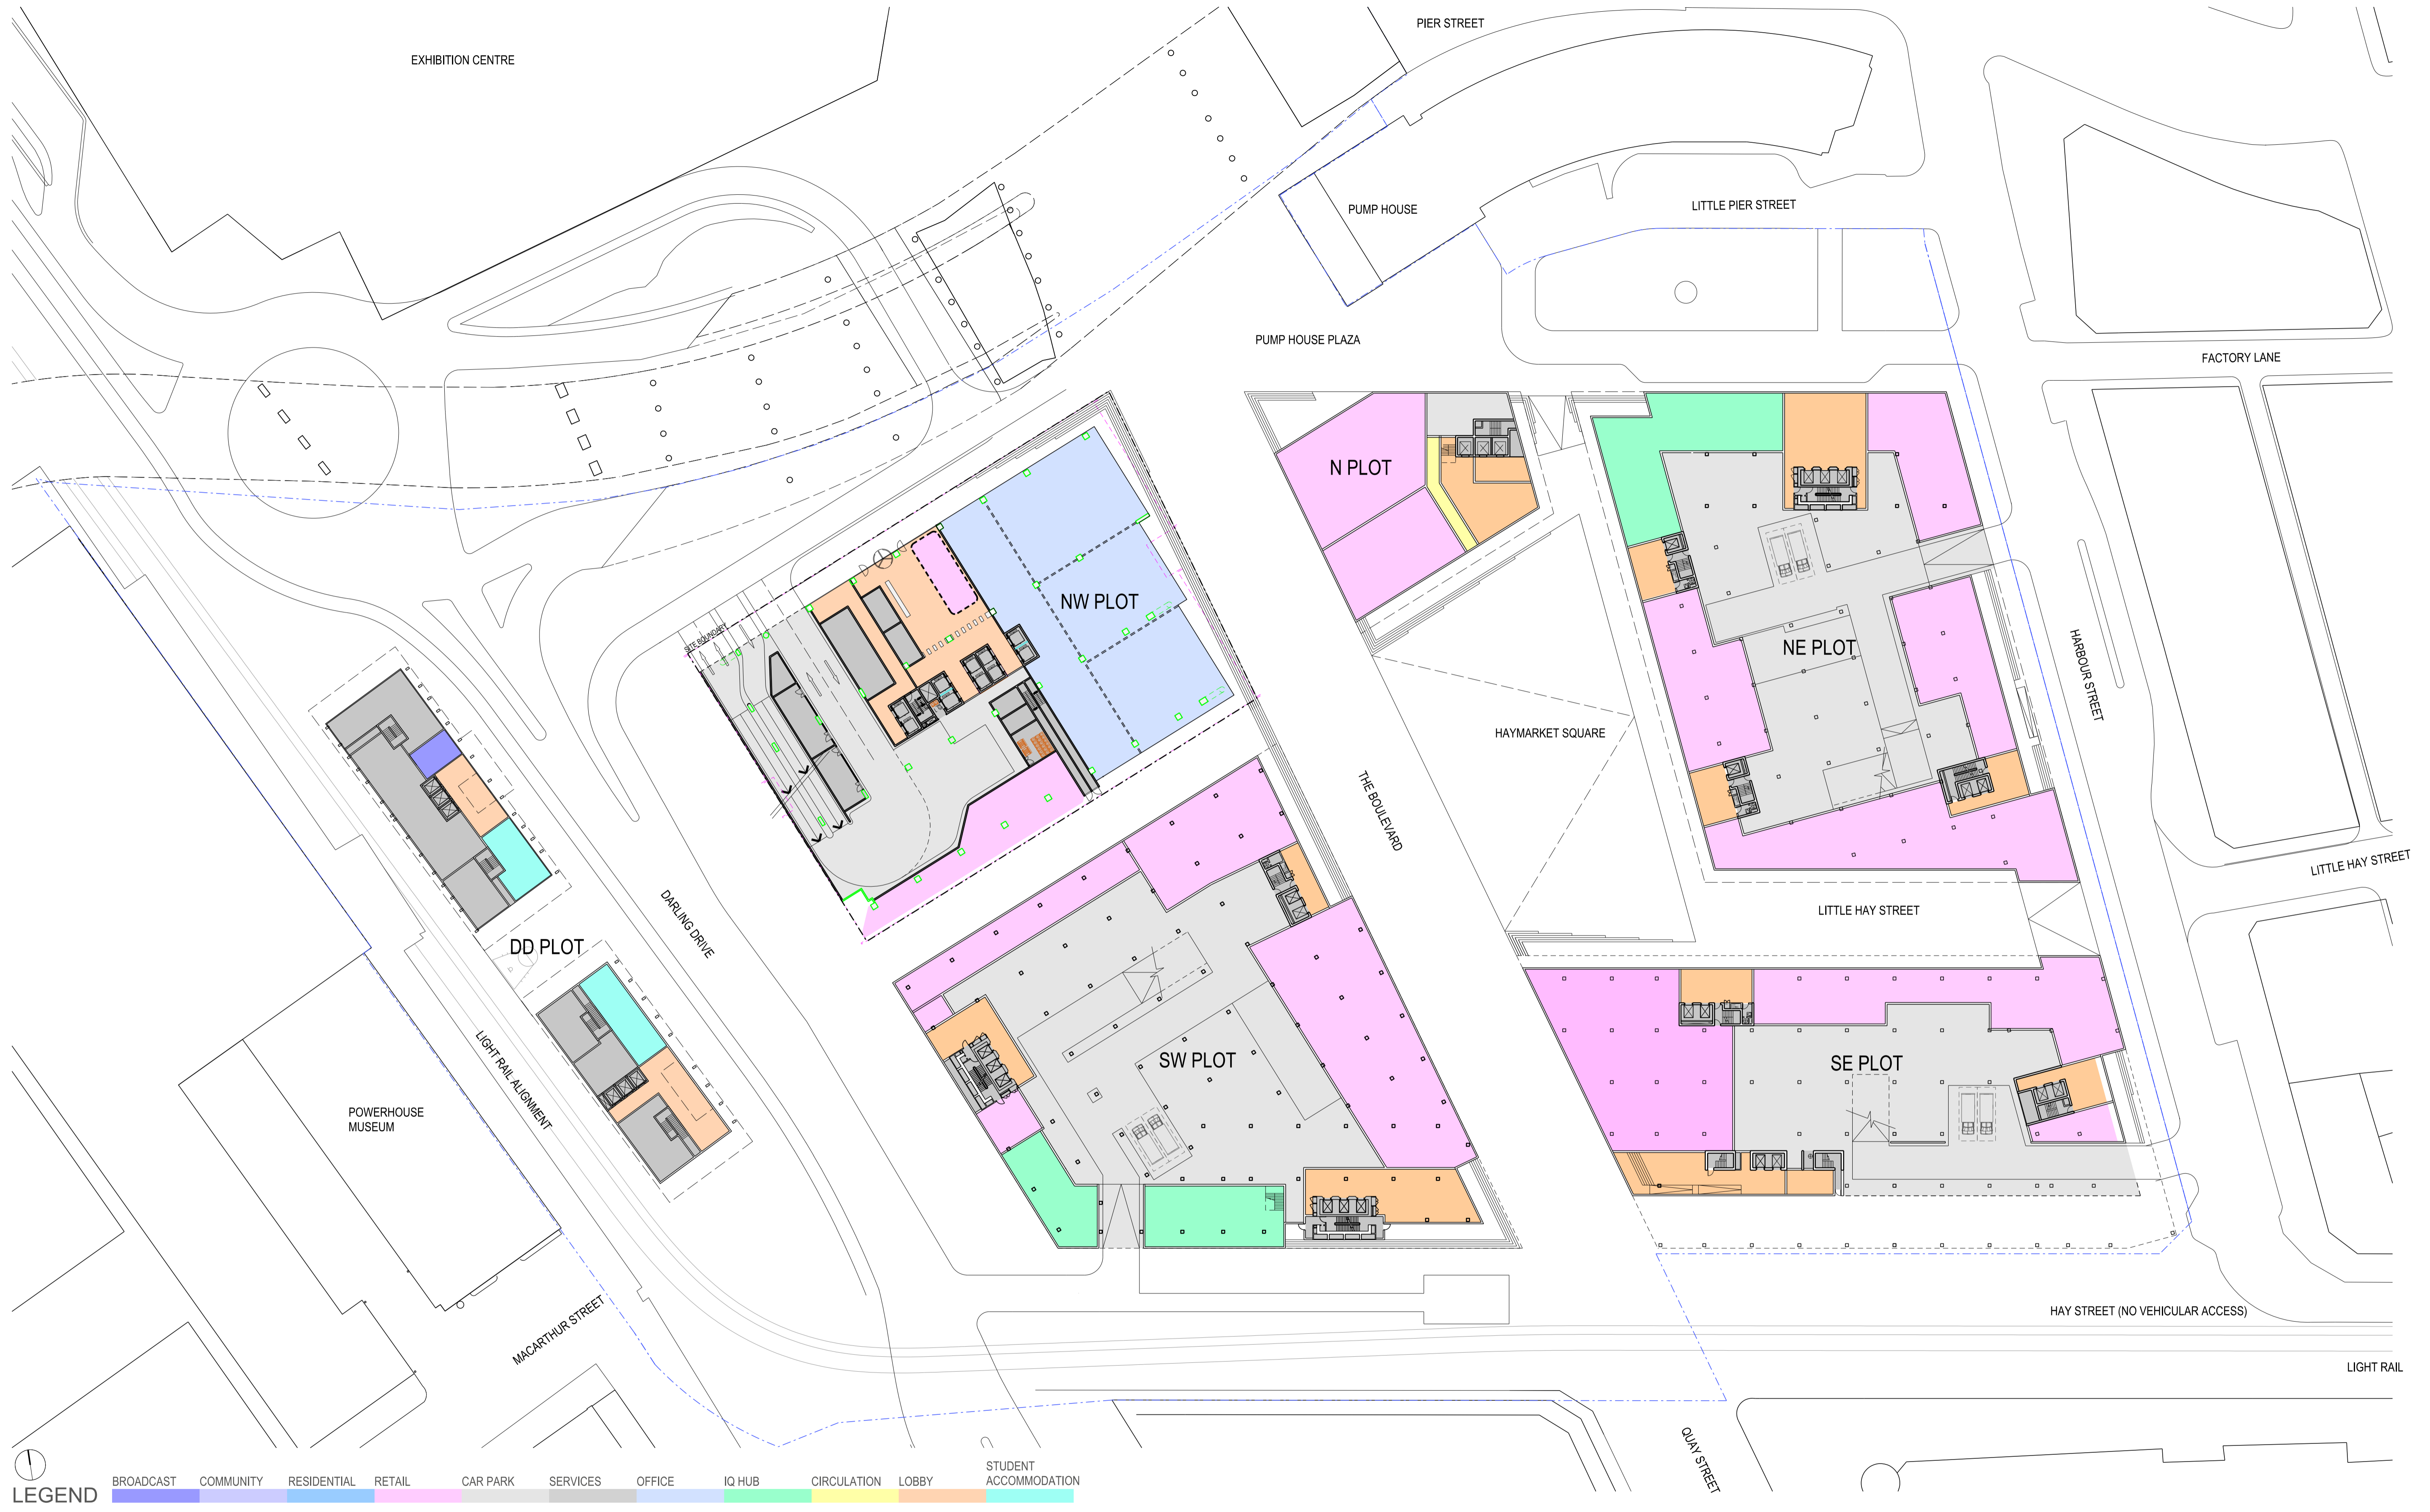 PIER STREET
EXHIBITION CENTRE
LITTLE PIER STREET
PUMP HOUSE
PUMP HOUSE PLAZA
FACTORY LANE
N PLOT
NW PLOT
SITE BOUNDARY
NE PLOT
HARBOUR STREET
HAYMARKET SQUARE
THE BOULEVARD
LITTLE HAY STREET
DARLING DRIVE
LITTLE HAY STREET
DD PLOT
SW PLOT
SE PLOT
LIGHT RAIL ALIGNMENT
POWERHOUSE
MUSEUM
MACARTHUR STREET
HAY STREET (NO VEHICULAR ACCESS)
LIGHT RAIL
QUAY STREET
LEGEND
BROADCAST
COMMUNITY
RESIDENTIAL
RETAIL
CAR PARK
SERVICES
OFFICE
IQ HUB
CIRCULATION
LOBBY
STUDENT
ACCOMMODATION